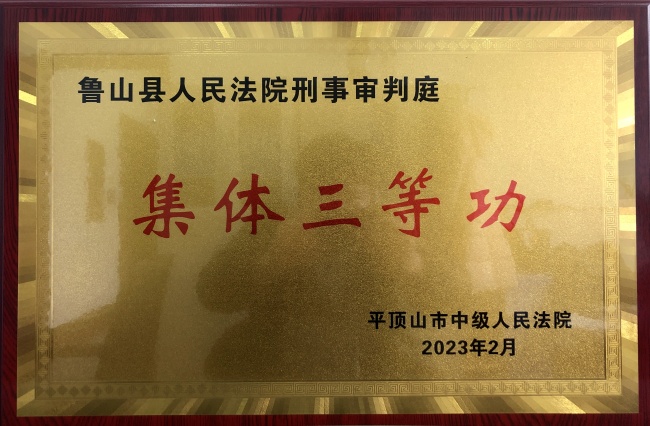 鲁山县人民法院刑事审判庭
集体三等功
平顶山市中级人民法院
2023年2月